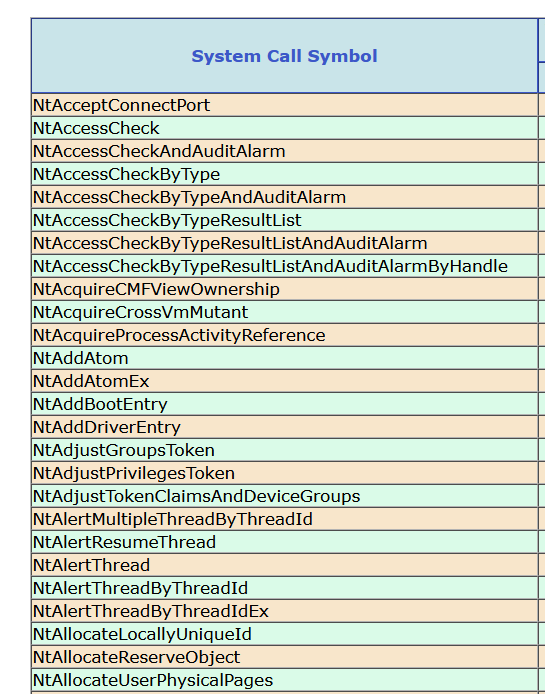 System Call Symbol
NtAcceptConnectPort
NtAccessCheck
NtAccessCheckAndAuditAlarm
NtAccessCheckByType
NtAccessCheckByTypeAndAuditAlarm
NtAccessCheckByTypeResultList
NtAccessCheckByTypeResultListAndAuditAlarm
NtAccessCheckByTypeResultListAndAuditAlarmByHandle
NtAcquireCMFViewOwnership
NtAcquireCrossVmMutant
NtAcquireProcessActivityReference
NtAddAtom
NtAddAtomEx
NtAddBootEntry
NtAddDriverEntry
NtAdjustGroupsToken
NtAdjustPrivilegesToken
NtAdjustTokenClaimsAndDeviceGroups
NtAlertMultipleThreadByThreadId
NtAlertResumeThread
NtAlertThread
NtAlertThreadByThreadId
NtAlertThreadByThreadIdEx
NtAllocateLocallyUniqueId
NtAllocateReserveObject
NtAllocateUserPhysicalPages